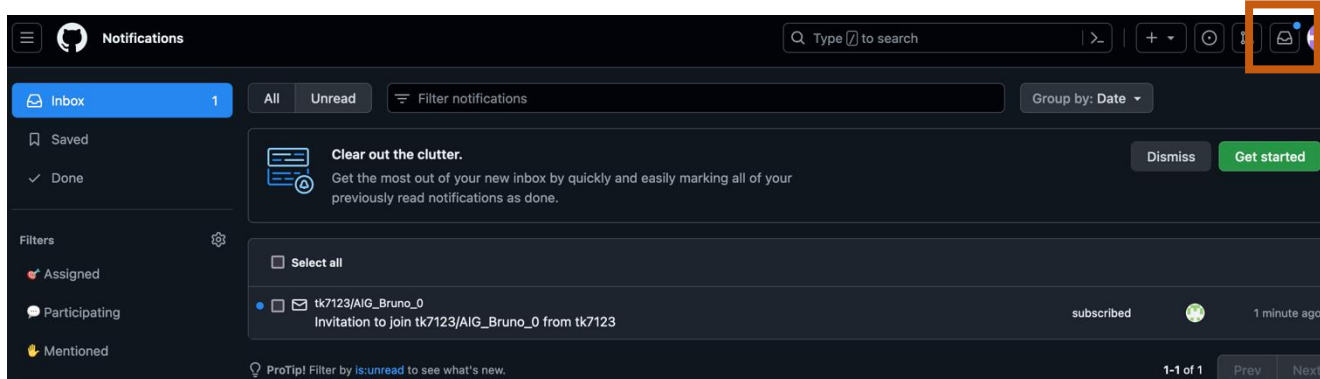 Notifications
Type / to search
Inbox 1
All Unread Filter notifications Group by: Date
Saved
Done
Clear out the clutter.
Get the most out of your new inbox by quickly and easily marking all of your
previously read notifications as done.
Dismiss Get started
Filters
Assigned
Participating
Mentioned
Select all
tk7123/AIG_Bruno_0
Invitation to join tk7123/AIG_Bruno_0 from tk7123
subscribed 1 minute ago
ProTip! Filter by is:unread to see what's new.
1-1 of 1 Prev Next